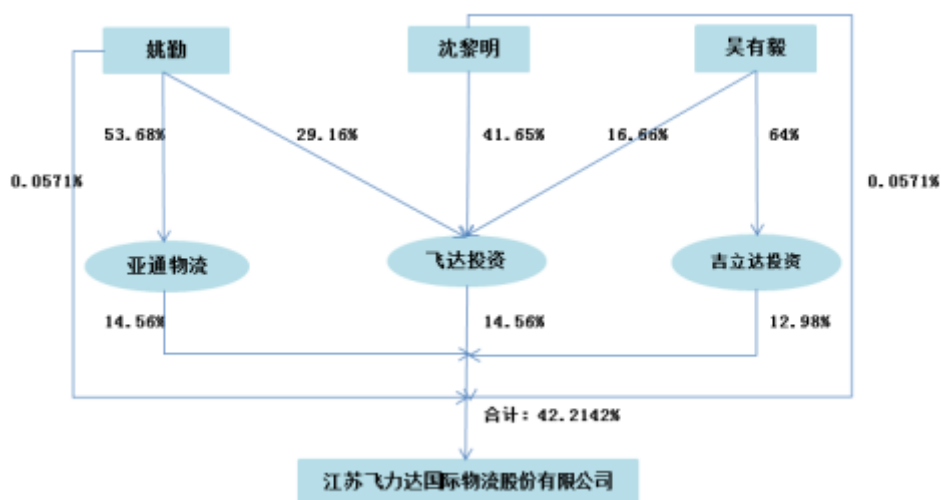 姚勤
沈黎明
吴有毅
53.68%
29.16%
41.65%
16.66%
64%
0.0571%
0.0571%
亚通物流
飞达投资
吉立达投资
14.56%
14.56%
12.98%
合计：42.2142%
江苏飞力达国际物流股份有限公司